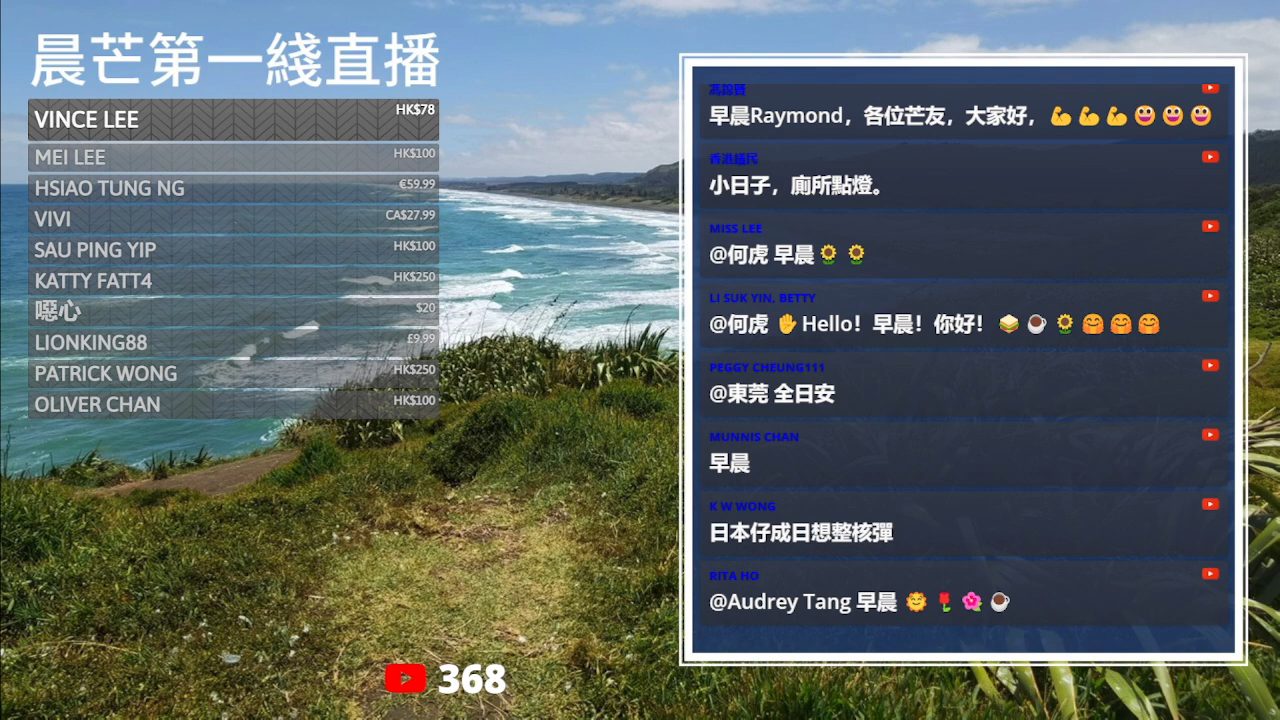 晨芒第一綫直播
VINCE LEE HK$78
MEI LEE HK$100
HSIAO TUNG NG €59.99
VIVI CA$27.99
SAU PING YIP HK$100
KATTY FATT4 HK$250
噁心 $20
LIONKING88 £9.99
PATRICK WONG HK$250
OLIVER CHAN HK$100
368
早晨Raymond，各位芒友，大家好，💪💪💪😀😀😀
香港植民
小日子，廁所點燈。
MISS LEE
@何虎 早晨🌻🌻
LI SUK YIN, BETTY
@何虎 ✋Hello！早晨！你好！🥪☕🌻🤗🤗🤗
PEGGY CHEUNG111
@東莞 全日安
MUNNIS CHAN
早晨
K W WONG
日本仔成日想整核彈
RITA HO
@Audrey Tang 早晨 🌞🌷🌺☕